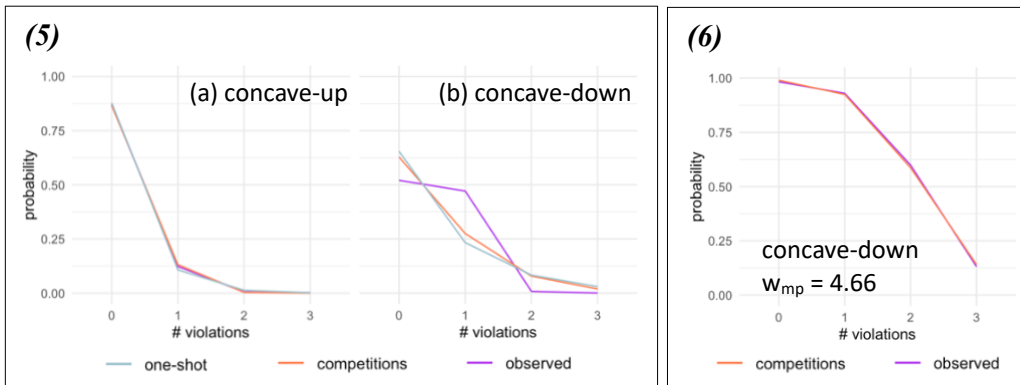 (5)
(a) concave-up
(b) concave-down
probability
1.00
0.75
0.50
0.25
0.00
0 1 2 3
0 1 2 3
# violations
# violations
one-shot competitions observed
(6)
probability
1.00
0.75
0.50
0.25
0.00
concave-down
wmp = 4.66
0 1 2 3
# violations
competitions observed